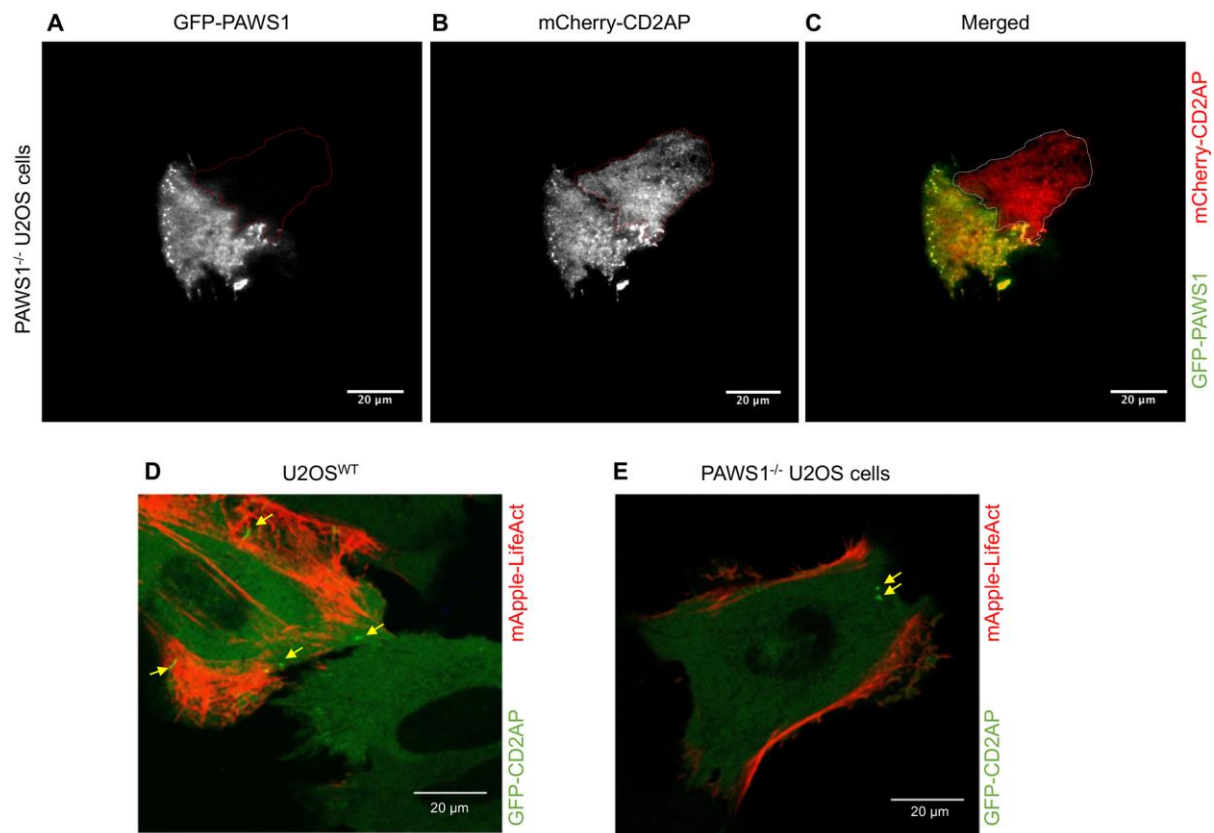 A GFP-PAWS1
B mCherry-CD2AP
C Merged
PAWS1-/- U2OS cells
20 µm
20 µm
20 µm
GFP-PAWS1 mCherry-CD2AP
D U2OSWT
20 µm
GFP-CD2AP mApple-LifeAct
E PAWS1-/- U2OS cells
20 µm
GFP-CD2AP mApple-LifeAct